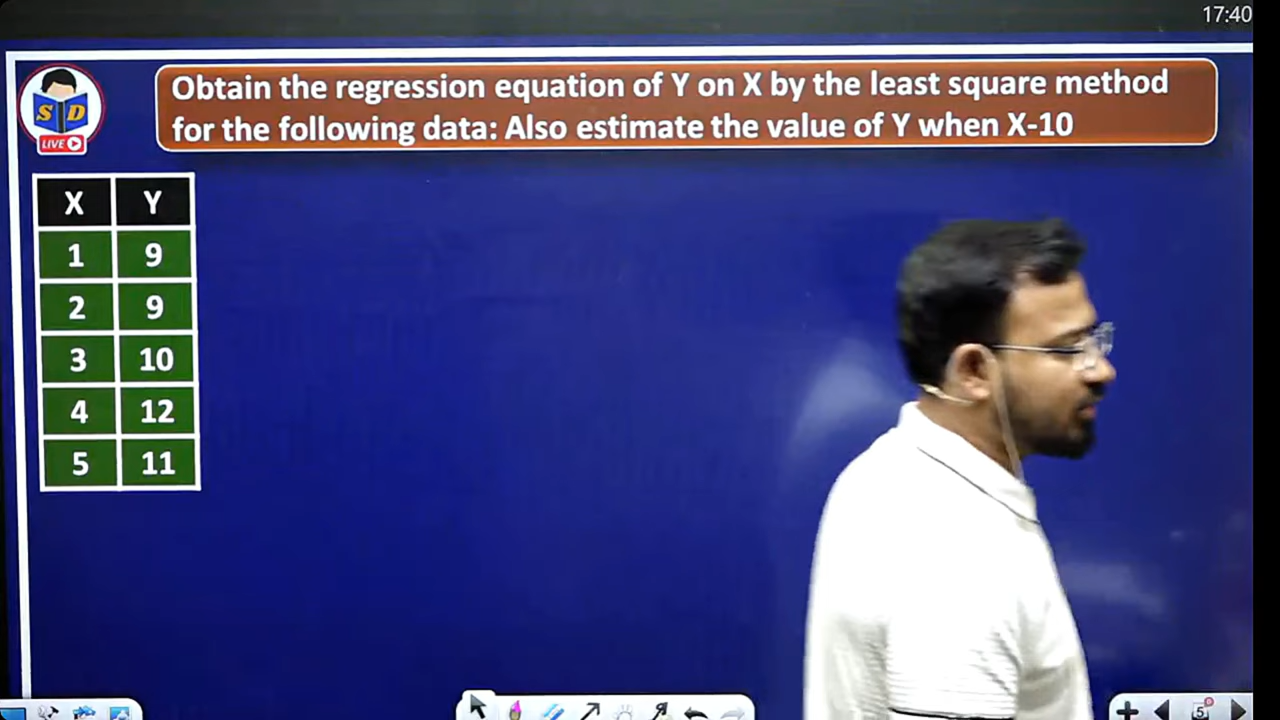 17:40
Obtain the regression equation of Y on X by the least square method
for the following data: Also estimate the value of Y when X-10
S D
LIVE
X Y
1 9
2 9
3 10
4 12
5 11
5